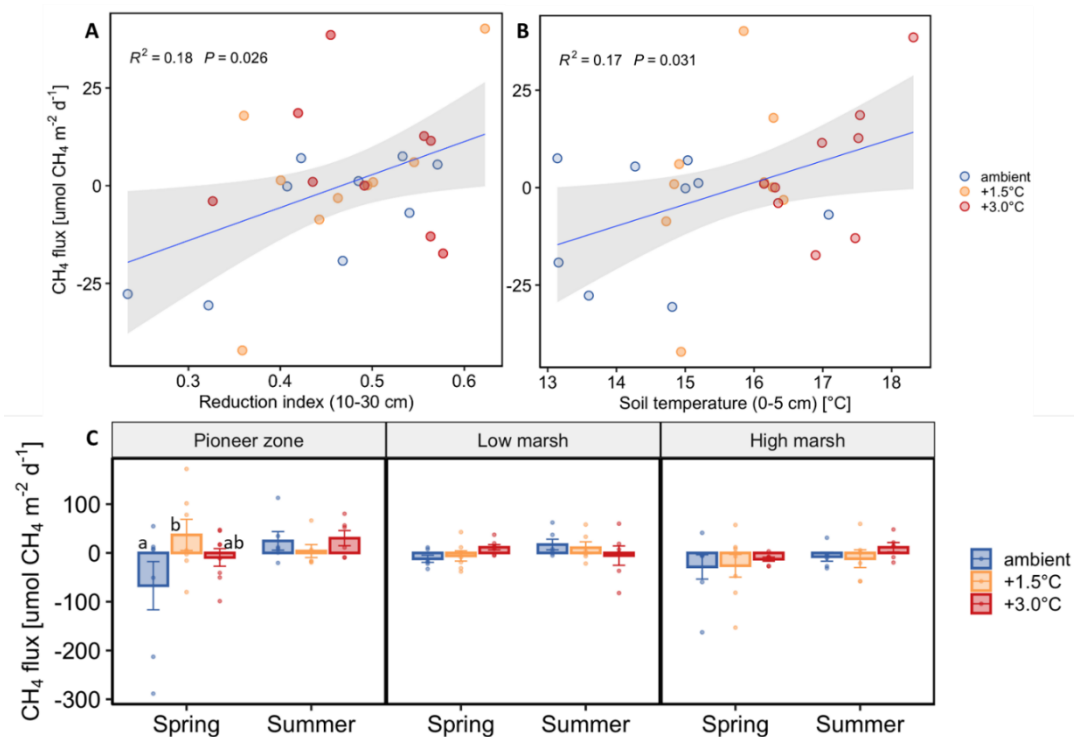 A
R² = 0.18 P = 0.026
CH₄ flux [umol CH₄ m⁻² d⁻¹]
25
0
-25
0.3 0.4 0.5 0.6
Reduction index (10-30 cm)
B
R² = 0.17 P = 0.031
25
0
-25
13 14 15 16 17 18
Soil temperature (0-5 cm) [°C]
ambient
+1.5°C
+3.0°C
C
Pioneer zone Low marsh High marsh
CH₄ flux [umol CH₄ m⁻² d⁻¹]
100
0
-100
-200
-300
a b ab
Spring Summer Spring Summer Spring Summer
ambient
+1.5°C
+3.0°C